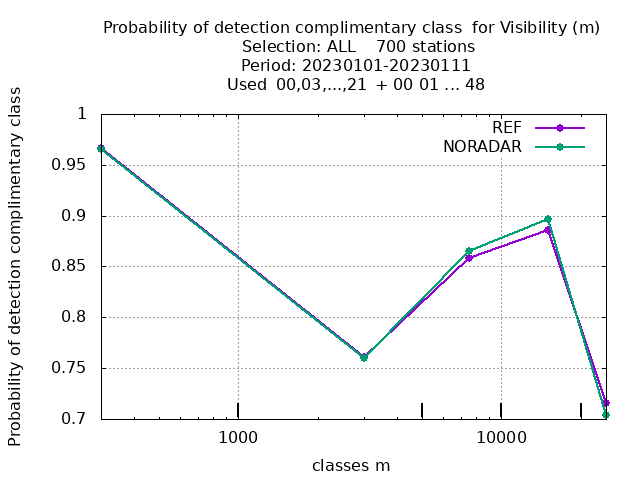 Probability of detection complimentary class  for Visibility (m)
Selection: ALL    700 stations
Period: 20230101-20230111
Used  00,03,...,21  + 00 01 ... 48
Probability of detection complimentary class
1
0.95
0.9
0.85
0.8
0.75
0.7
REF
NORADAR
1000
10000
classes m